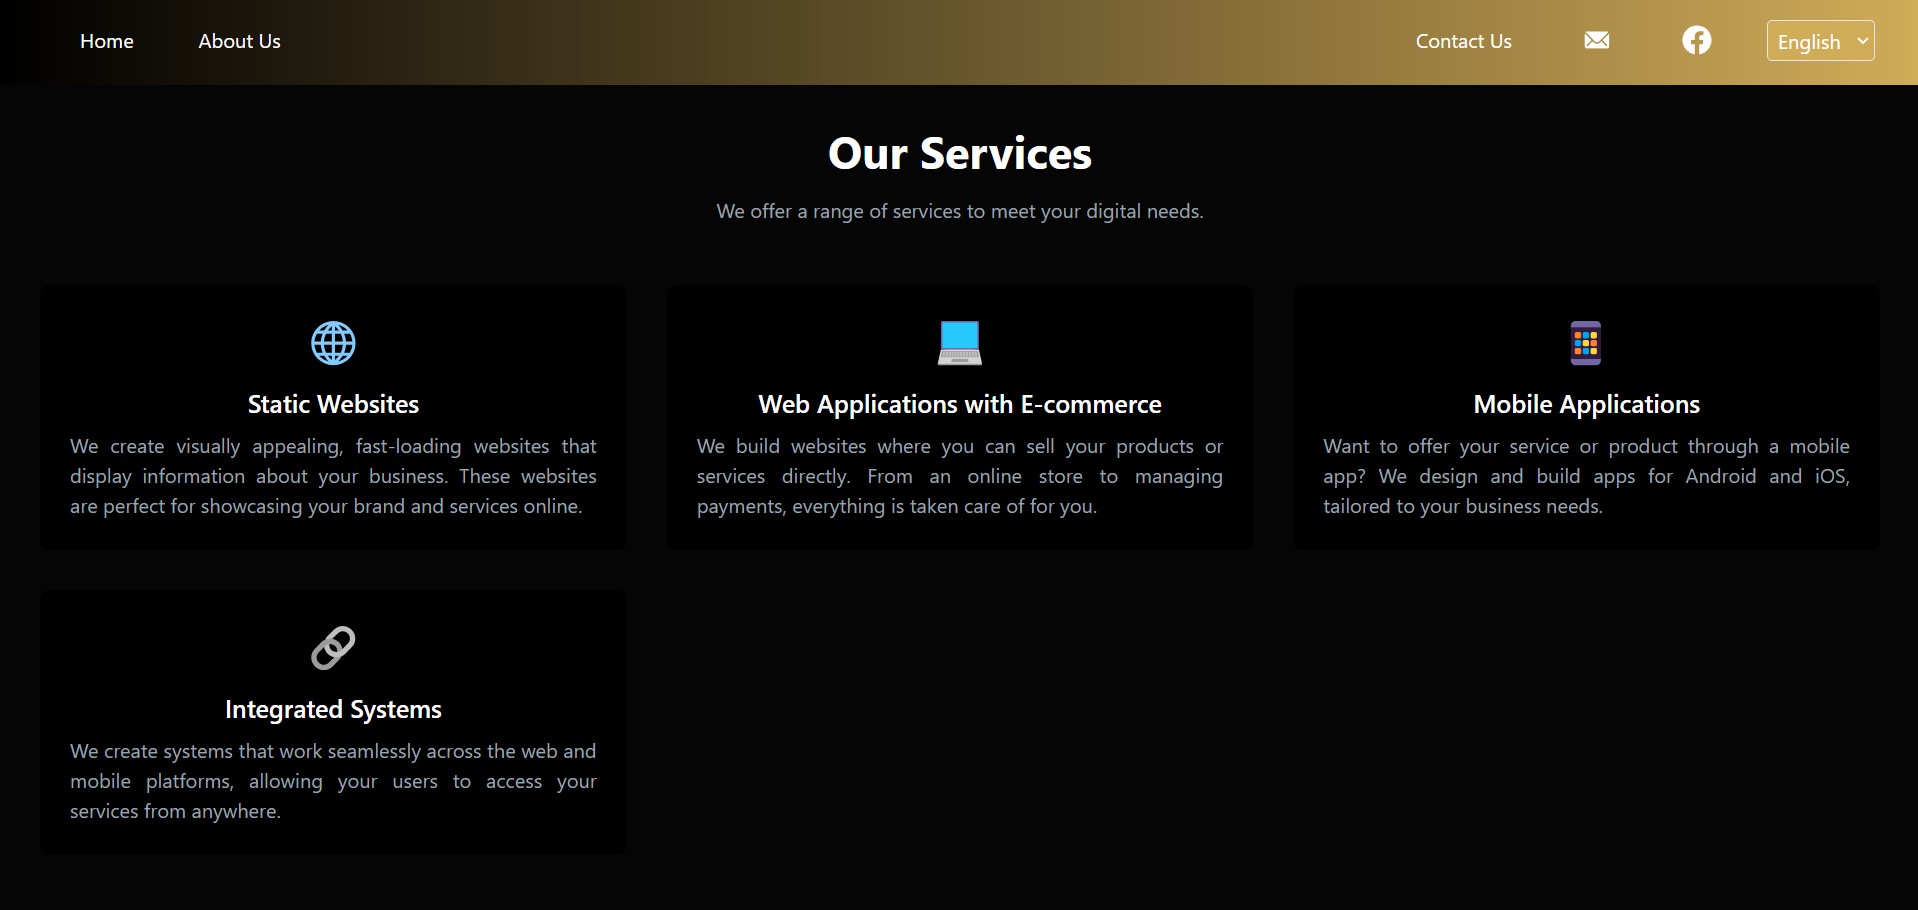 Home
About Us
Contact Us
English
Our Services
We offer a range of services to meet your digital needs.
Static Websites
We create visually appealing, fast-loading websites that
display information about your business. These websites
are perfect for showcasing your brand and services online.
Web Applications with E-commerce
We build websites where you can sell your products or
services directly. From an online store to managing
payments, everything is taken care of for you.
Mobile Applications
Want to offer your service or product through a mobile
app? We design and build apps for Android and iOS,
tailored to your business needs.
Integrated Systems
We create systems that work seamlessly across the web and
mobile platforms, allowing your users to access your
services from anywhere.